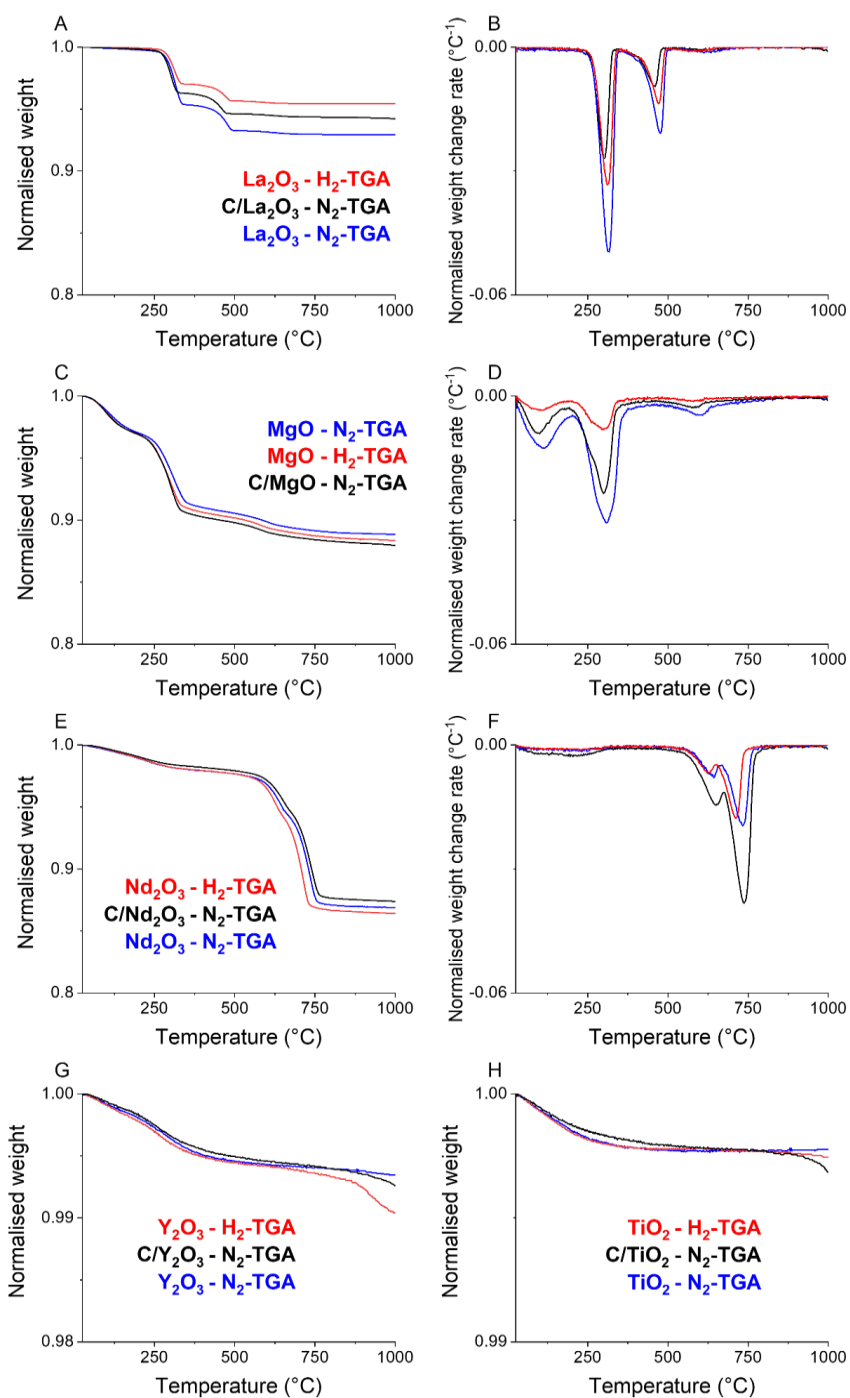 A
1.0
0.9
0.8
Normalised weight
La₂O₃ - H₂-TGA
C/La₂O₃ - N₂-TGA
La₂O₃ - N₂-TGA
250 500 750 1000
Temperature (°C)
B
0.00
-0.06
Normalised weight change rate (°C⁻¹)
250 500 750 1000
Temperature (°C)
C
1.0
0.9
0.8
Normalised weight
MgO - N₂-TGA
MgO - H₂-TGA
C/MgO - N₂-TGA
250 500 750 1000
Temperature (°C)
D
0.00
-0.06
Normalised weight change rate (°C⁻¹)
250 500 750 1000
Temperature (°C)
E
1.0
0.9
0.8
Normalised weight
Nd₂O₃ - H₂-TGA
C/Nd₂O₃ - N₂-TGA
Nd₂O₃ - N₂-TGA
250 500 750 1000
Temperature (°C)
F
0.00
-0.06
Normalised weight change rate (°C⁻¹)
250 500 750 1000
Temperature (°C)
G
1.00
0.99
0.98
Normalised weight
Y₂O₃ - H₂-TGA
C/Y₂O₃ - N₂-TGA
Y₂O₃ - N₂-TGA
250 500 750 1000
Temperature (°C)
H
1.00
0.99
Normalised weight
TiO₂ - H₂-TGA
C/TiO₂ - N₂-TGA
TiO₂ - N₂-TGA
250 500 750 1000
Temperature (°C)